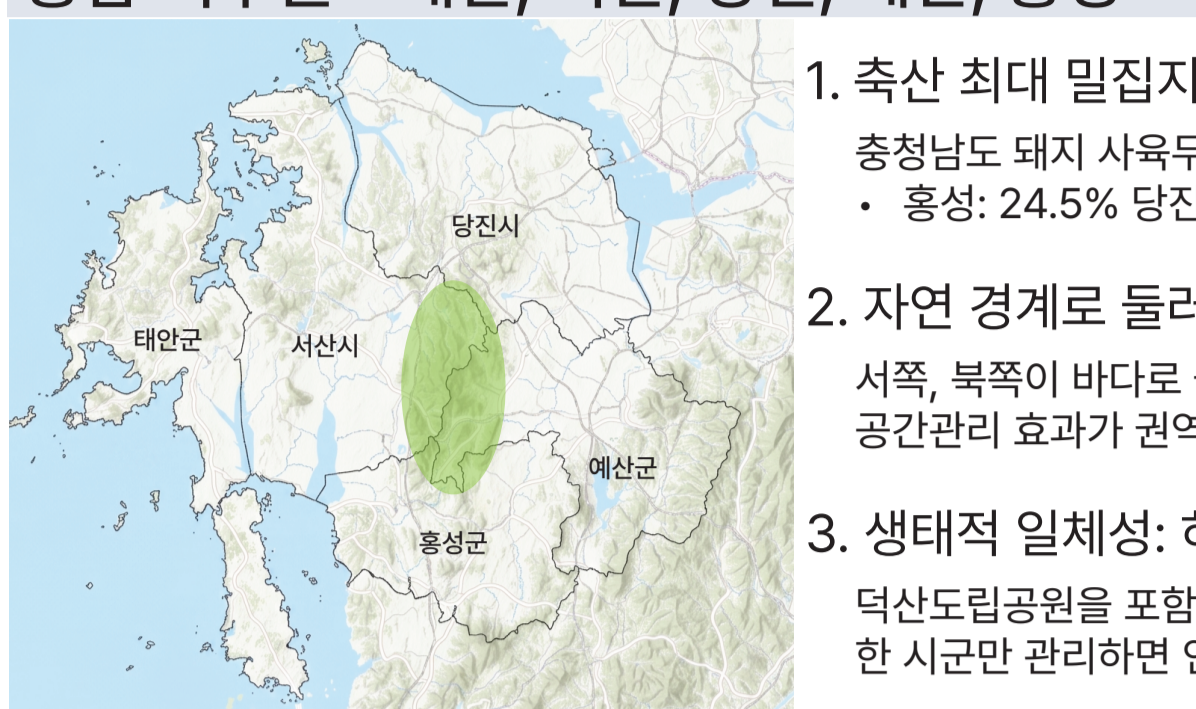 1. 축산 최대 밀집지
충청남도 돼지 사육두
• 홍성: 24.5% 당진
2. 자연 경계로 둘러
서쪽, 북쪽이 바다로
공간관리 효과가 권역
3. 생태적 일체성:
덕산도립공원을 포함
한 시군만 관리하면
당진시
태안군
서산시
예산군
홍성군